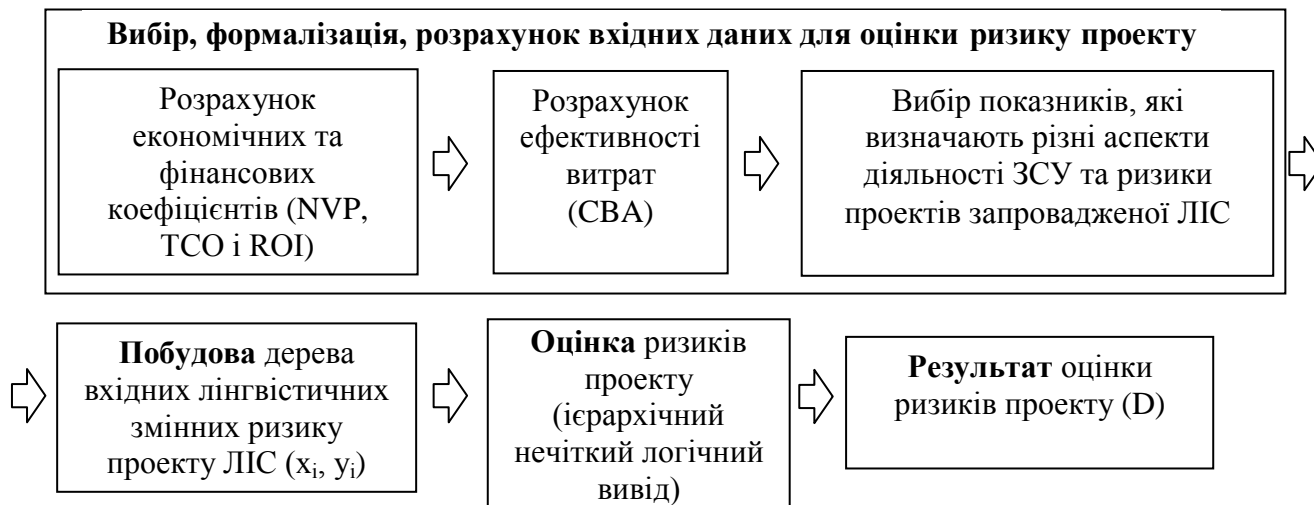 Вибір, формалізація, розрахунок вхідних даних для оцінки ризику проекту
Розрахунок
економічних та
фінансових
коефіцієнтів (NVP,
TCO і ROI)
Розрахунок
ефективності
витрат
(CBA)
Вибір показників, які
визначають різні аспекти
діяльності ЗСУ та ризики
проектів запровадженої ЛІС
Побудова дерева
вхідних лінгвістичних
змінних ризику
проекту ЛІС (xi, yi)
Оцінка ризиків
проекту
(ієрархічний
нечіткий логічний
вивід)
Результат оцінки
ризиків проекту (D)